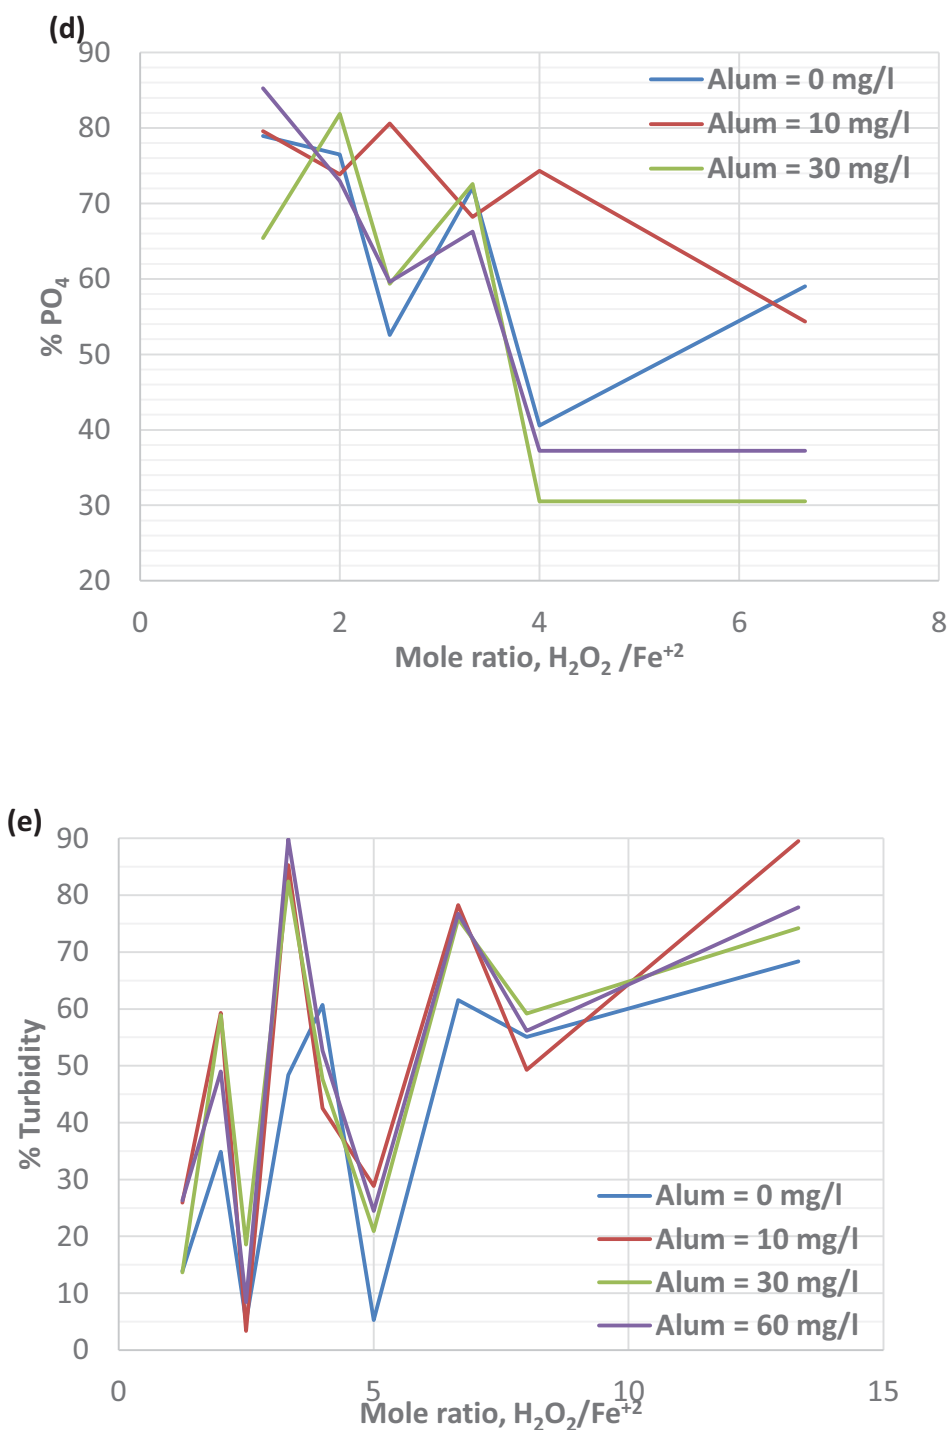 (d)
90
80
70
60
50
40
30
20
% PO₄
Alum = 0 mg/l
Alum = 10 mg/l
Alum = 30 mg/l
0 2 4 6 8
Mole ratio, H₂O₂ /Fe⁺²
(e)
90
80
70
60
50
40
30
20
10
0
% Turbidity
Alum = 0 mg/l
Alum = 10 mg/l
Alum = 30 mg/l
Alum = 60 mg/l
0 5 10 15
Mole ratio, H₂O₂/Fe⁺²